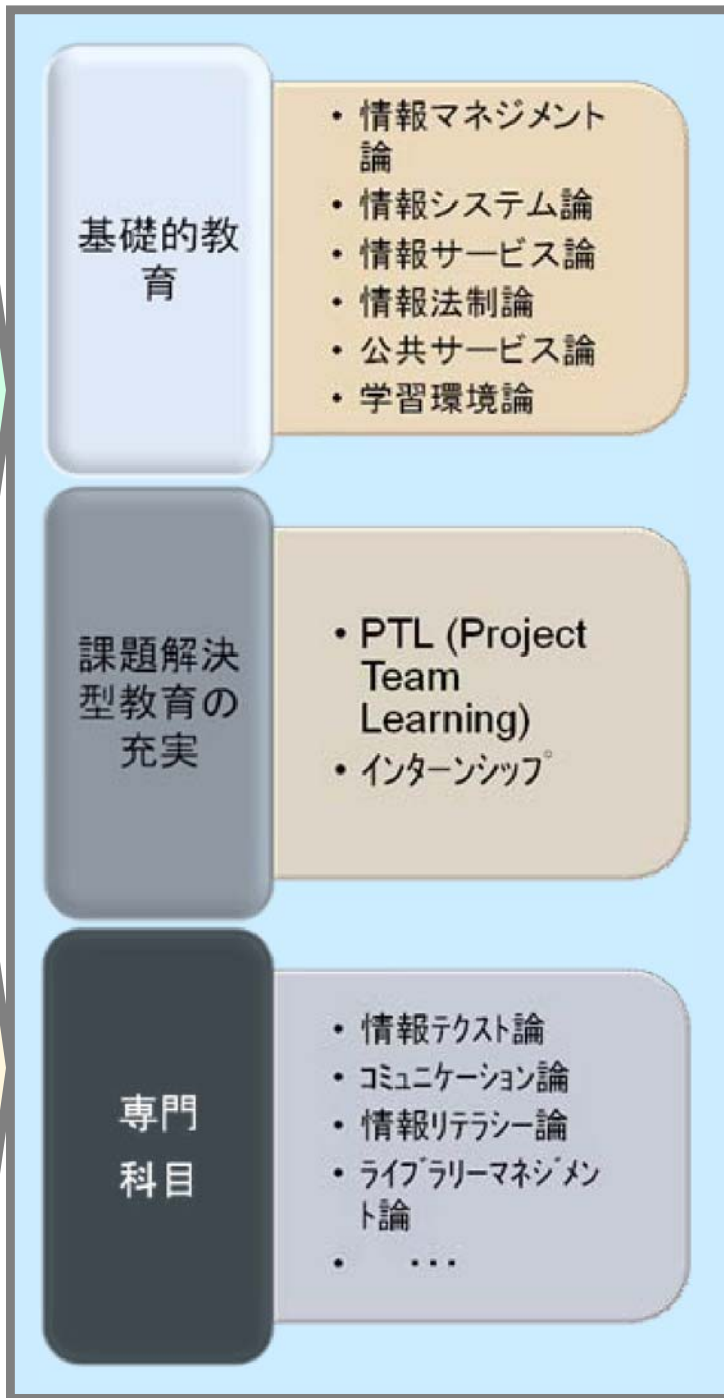 基礎的教
育
• 情報マネジメント
論
• 情報システム論
• 情報サービス論
• 情報法制論
• 公共サービス論
• 学習環境論
課題解決
型教育の
充実
• PTL (Project
Team
Learning)
• インターンシップ
専門
科目
• 情報テクスト論
• コミュニケーション論
• 情報リテラシー論
• ライブラリーマネジメン
ト論
• ・・・